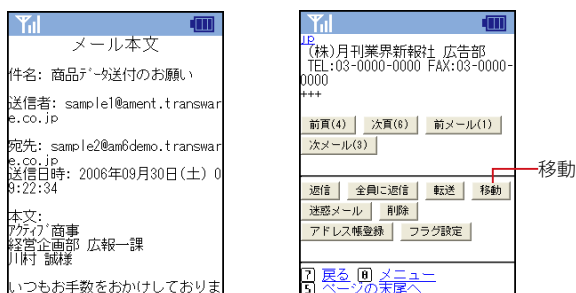 メール本文
件名: 商品ﾃﾞｰﾀ送付のお願い
送信者: sample1@ament.transwar
e.co.jp
宛先: sample2@am6demo.transwar
e.co.jp
送信日時: 2006年09月30日(土) 0
9:22:34
本文:
ｱｸﾃｨﾌﾞ商事
経営企画部 広報一課
川村 誠様
いつもお手数をおかけしておりま
jp
(株)月刊業界新報社 広告部
TEL:03-0000-0000 FAX:03-0000-
0000
+++
前頁(4) 次頁(6) 前メール(1)
次メール(3)
返信 全員に返信 転送 移動
迷惑メール 削除
アドレス帳登録 フラグ設定
7 戻る 8 メニュー
5 ページの末尾へ
移動